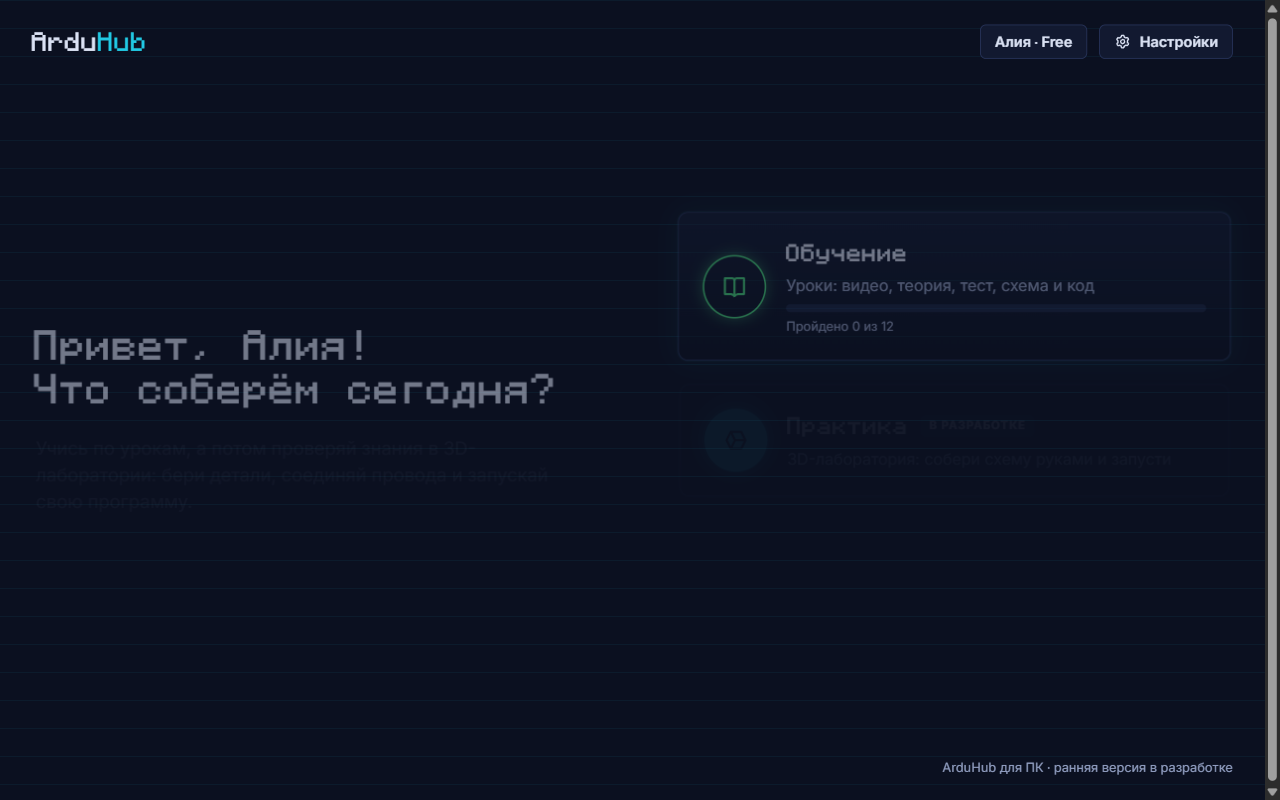 ArduHub
Алия · Free
Настройки
Привет, Алия!
Что соберём сегодня?
Учись по урокам, а потом проверяй знания в 3D-
лаборатории: бери детали, соединяй провода и запускай
свою программу.
Обучение
Уроки: видео, теория, тест, схема и код
Пройдено 0 из 12
Практика
В РАЗРАБОТКЕ
3D-лаборатория: собери схему руками и запусти
ArduHub для ПК · ранняя версия в разработке